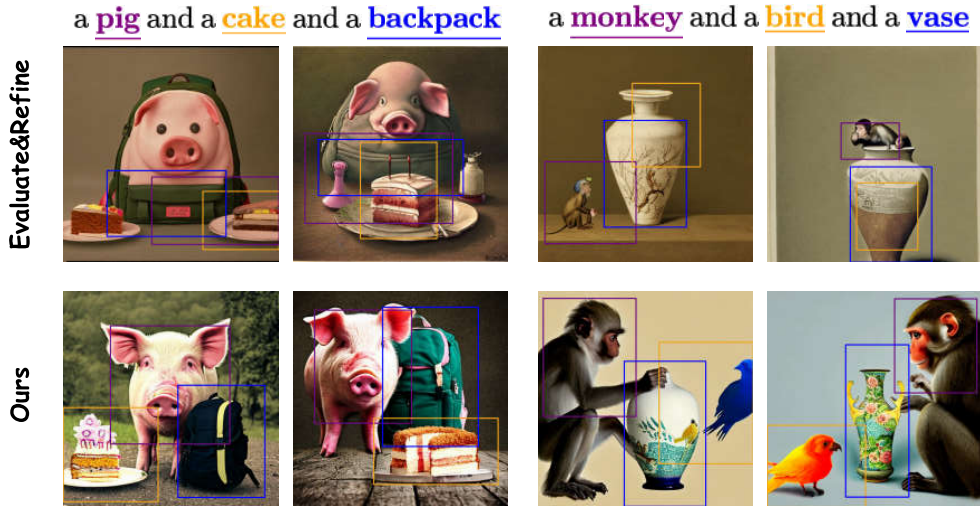 a pig and a cake and a backpack
a monkey and a bird and a vase
Evaluate&Refine
Ours